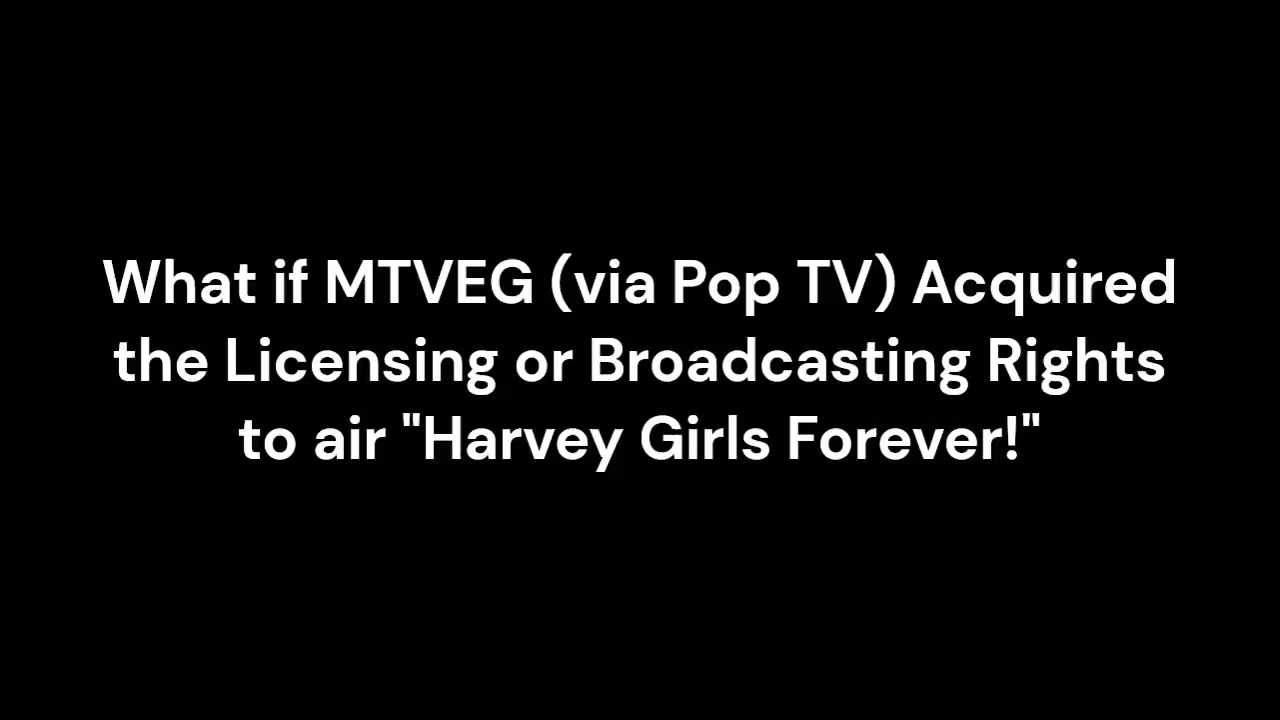 What if MTVEG (via Pop TV) Acquired
the Licensing or Broadcasting Rights
to air "Harvey Girls Forever!"